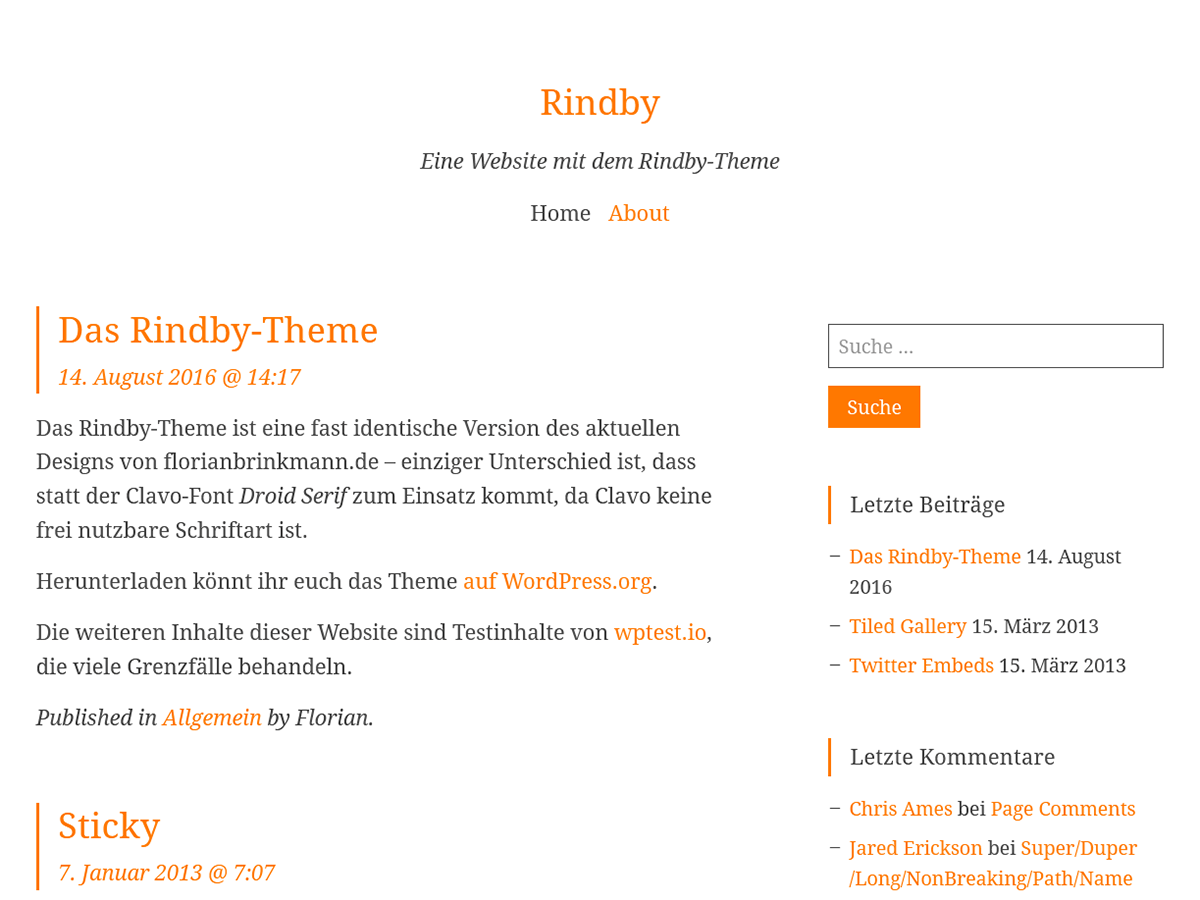 Rindby
Eine Website mit dem Rindby-Theme
Home About
Das Rindby-Theme
14. August 2016 @ 14:17
Das Rindby-Theme ist eine fast identische Version des aktuellen
Designs von florianbrinkmann.de – einziger Unterschied ist, dass
statt der Clavo-Font Droid Serif zum Einsatz kommt, da Clavo keine
frei nutzbare Schriftart ist.
Herunterladen könnt ihr euch das Theme auf WordPress.org.
Die weiteren Inhalte dieser Website sind Testinhalte von wptest.io,
die viele Grenzfälle behandeln.
Published in Allgemein by Florian.
Sticky
7. Januar 2013 @ 7:07
Suche ...
Suche
Letzte Beiträge
– Das Rindby-Theme 14. August
2016
– Tiled Gallery 15. März 2013
– Twitter Embeds 15. März 2013
Letzte Kommentare
– Chris Ames bei Page Comments
– Jared Erickson bei Super/Duper
/Long/NonBreaking/Path/Name